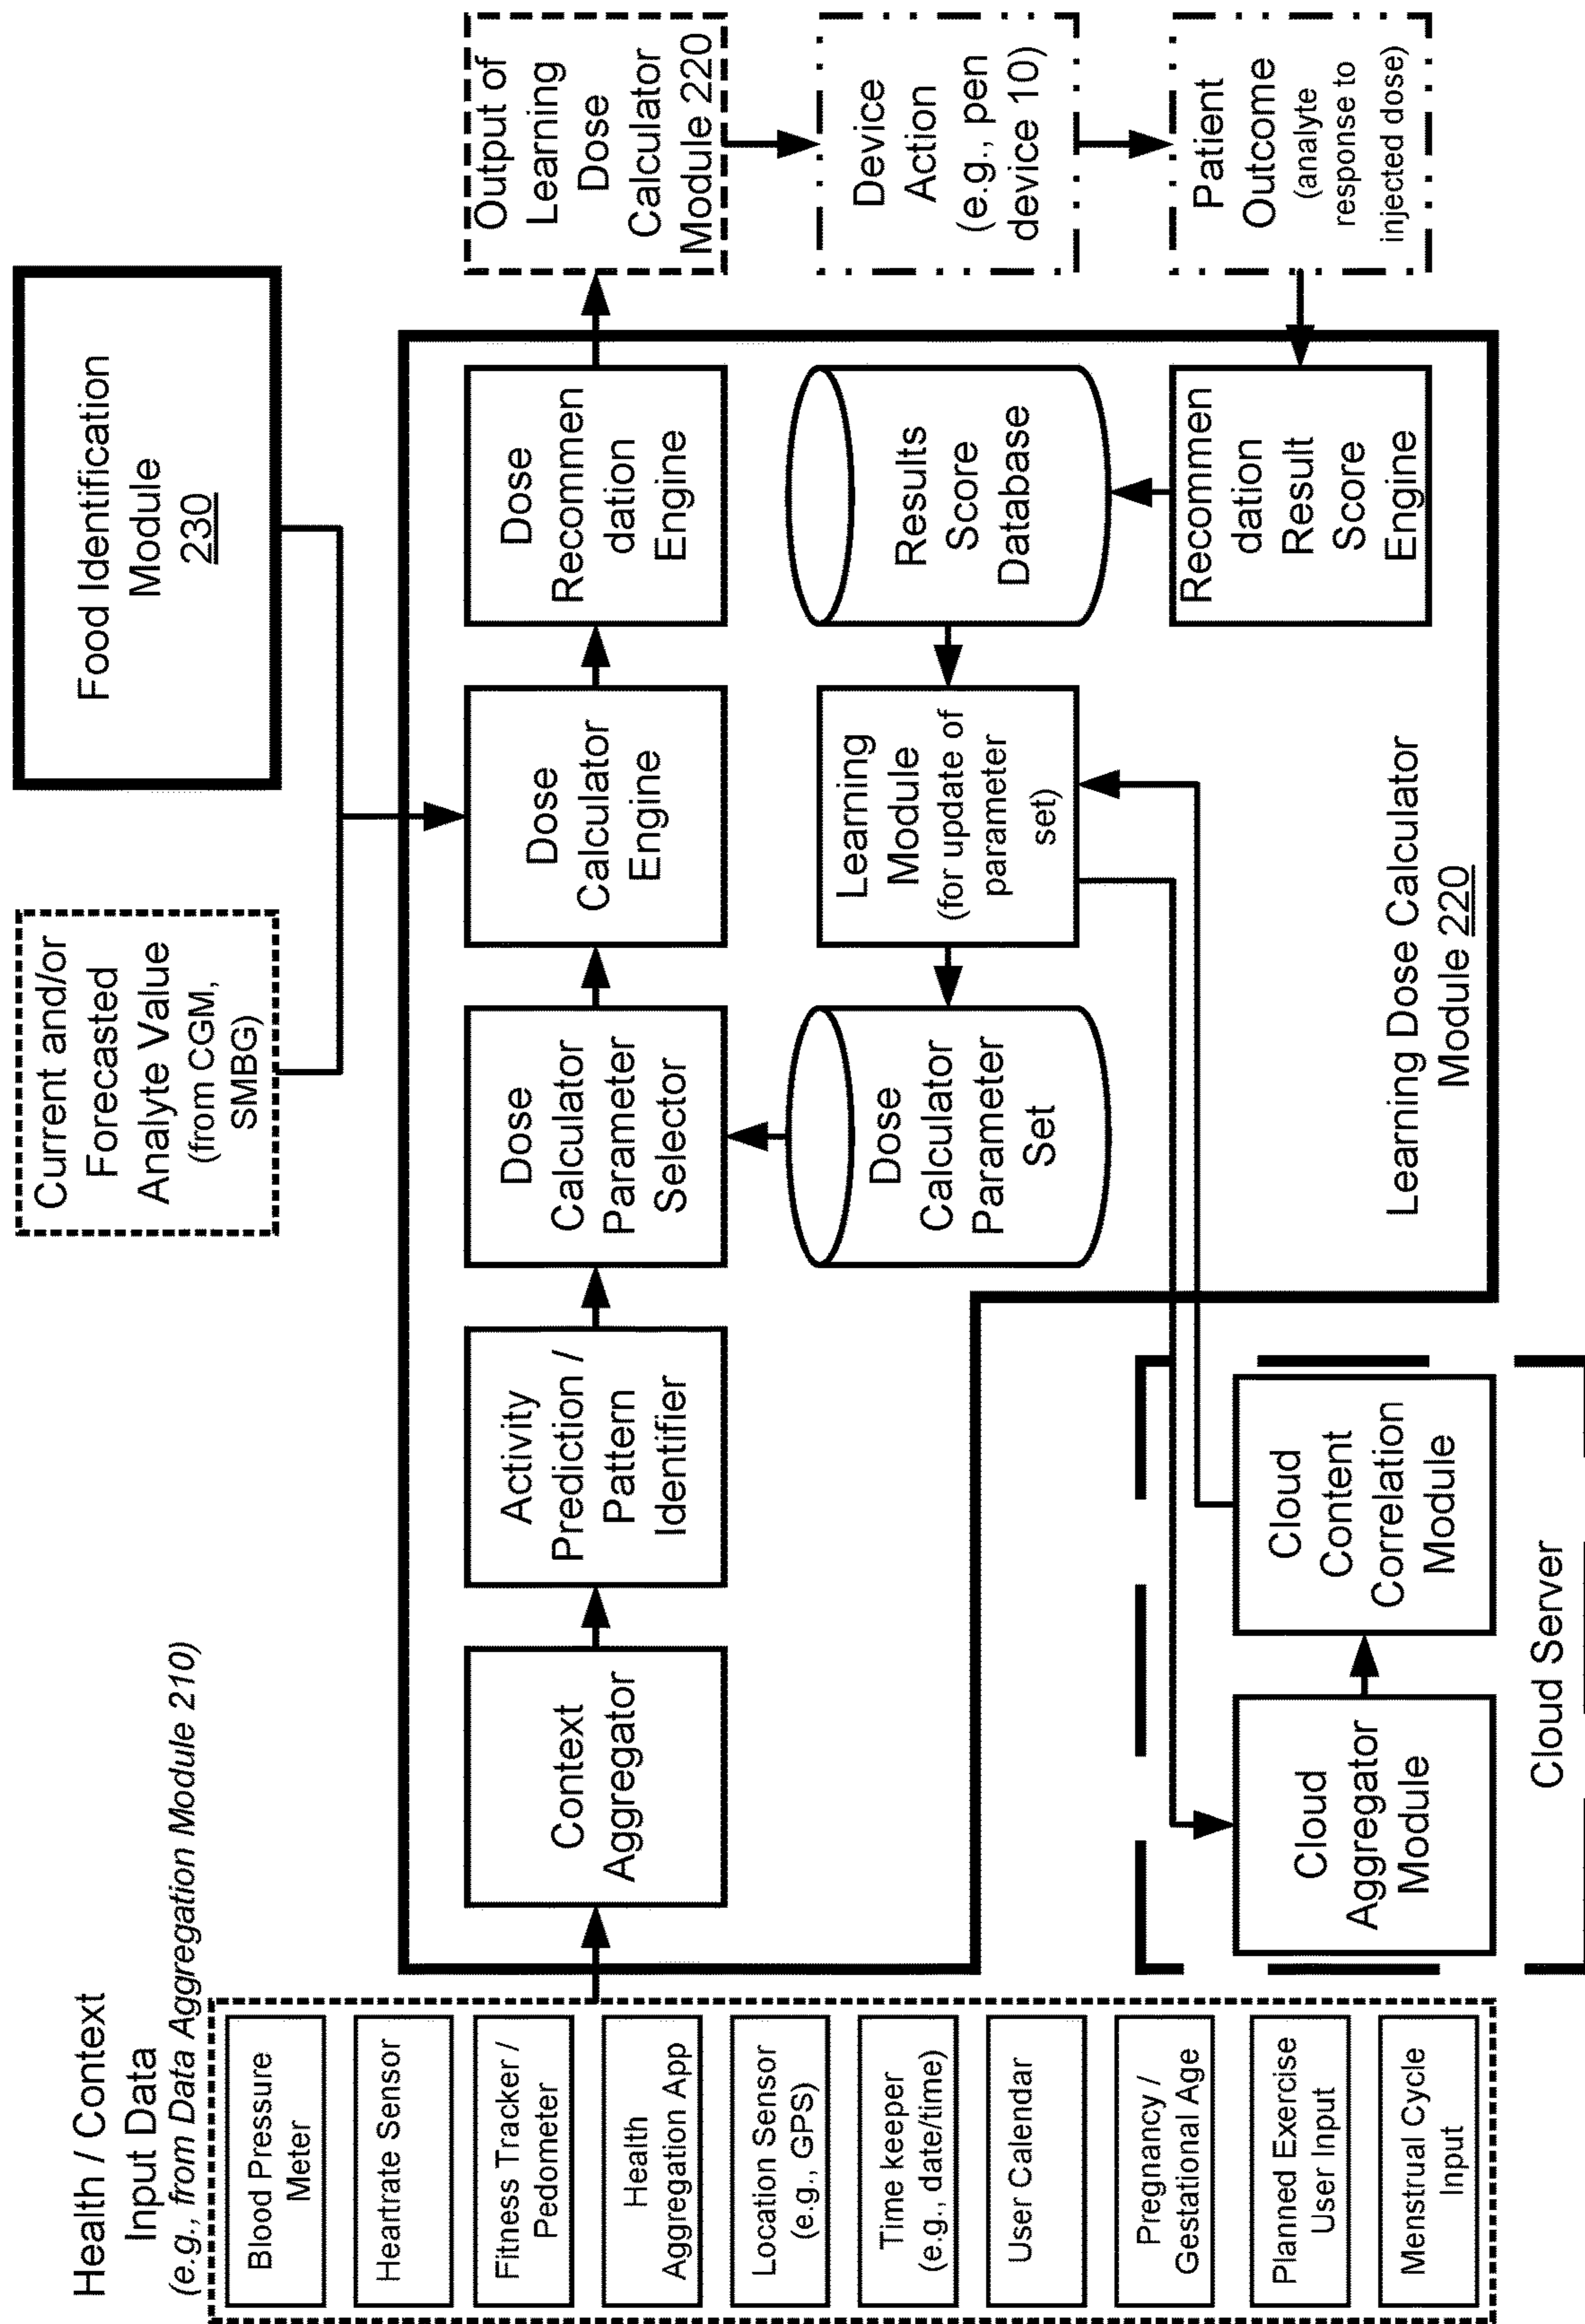 Health / Context
Input Data
(e.g., from Data Aggregation Module 210)
Blood Pressure
Meter
Heartrate Sensor
Fitness Tracker /
Pedometer
Health
Aggregation App
Location Sensor
(e.g., GPS)
Time keeper
(e.g., date/time)
User Calendar
Pregnancy /
Gestational Age
Planned Exercise
User Input
Menstrual Cycle
Input
Current and/or
Forecasted
Analyte Value
(from CGM,
SMBG)
Food Identification
Module
230
Context
Aggregator
Activity
Prediction /
Pattern
Identifier
Dose
Calculator
Parameter
Selector
Dose
Calculator
Engine
Dose
Recommen
dation
Engine
Output of
Learning
Dose
Calculator
Module 220
Dose
Calculator
Parameter
Set
Learning
Module
(for update of
parameter
set)
Results
Score
Database
Device
Action
(e.g., pen
device 10)
Recommen
dation
Result
Score
Engine
Patient
Outcome
(analyte
response to
injected dose)
Learning Dose Calculator
Module 220
Cloud
Aggregator
Module
Cloud
Content
Correlation
Module
Cloud Server